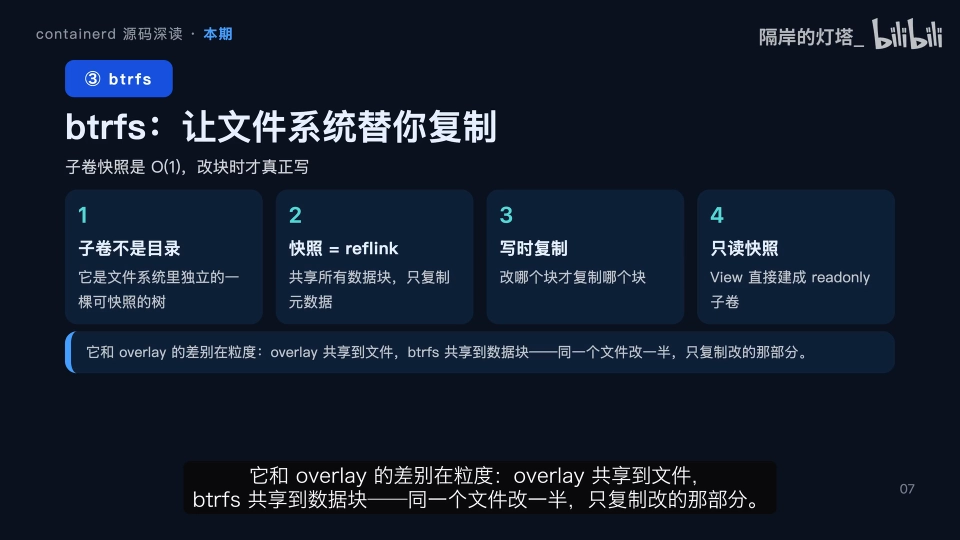 containerd 源码深读 · 本期
隔岸的灯塔_ bilibili
③ btrfs
btrfs：让文件系统替你复制
子卷快照是 O(1)，改块时才真正写
1
子卷不是目录
它是文件系统里独立的一
棵可快照的树
2
快照 = reflink
共享所有数据块，只复制
元数据
3
写时复制
改哪个块才复制哪个块
4
只读快照
View 直接建成 readonly
子卷
它和 overlay 的差别在粒度：overlay 共享到文件，btrfs 共享到数据块——同一个文件改一半，只复制改的那部分。
它和 overlay 的差别在粒度：overlay 共享到文件，
btrfs 共享到数据块——同一个文件改一半，只复制改的那部分。
07